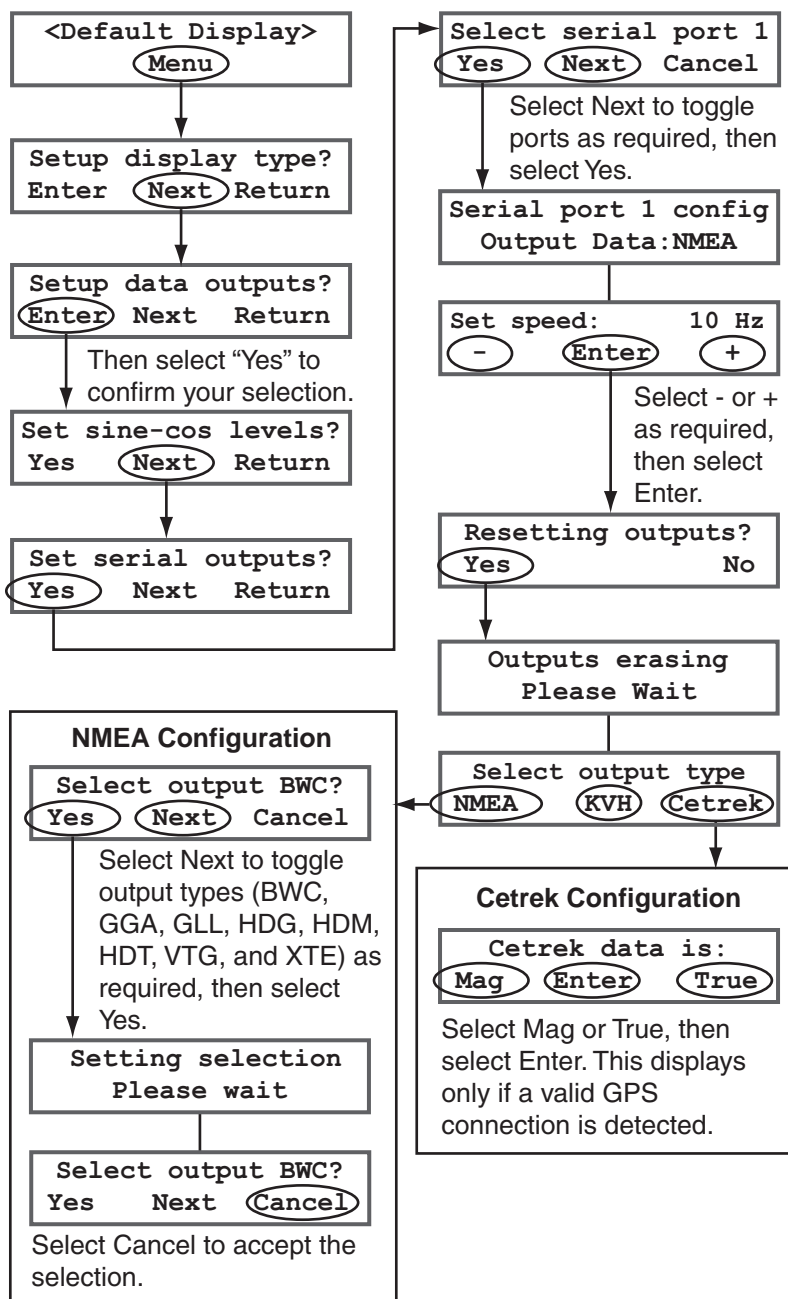 <Default Display>
Menu
Setup display type?
Enter Next Return
Setup data outputs?
Enter Next Return
Then select “Yes” to
confirm your selection.
Set sine-cos levels?
Yes Next Return
Set serial outputs?
Yes Next Return
Select serial port 1
Yes Next Cancel
Select Next to toggle
ports as required, then
select Yes.
Serial port 1 config
Output Data:NMEA
Set speed: 10 Hz
- Enter +
Select - or +
as required,
then select
Enter.
Resetting outputs?
Yes No
Outputs erasing
Please Wait
Select output type
NMEA KVH Cetrek
NMEA Configuration
Select output BWC?
Yes Next Cancel
Select Next to toggle
output types (BWC,
GGA, GLL, HDG, HDM,
HDT, VTG, and XTE) as
required, then select
Yes.
Setting selection
Please wait
Select output BWC?
Yes Next Cancel
Select Cancel to accept the
selection.
Cetrek Configuration
Cetrek data is:
Mag Enter True
Select Mag or True, then
select Enter. This displays
only if a valid GPS
connection is detected.